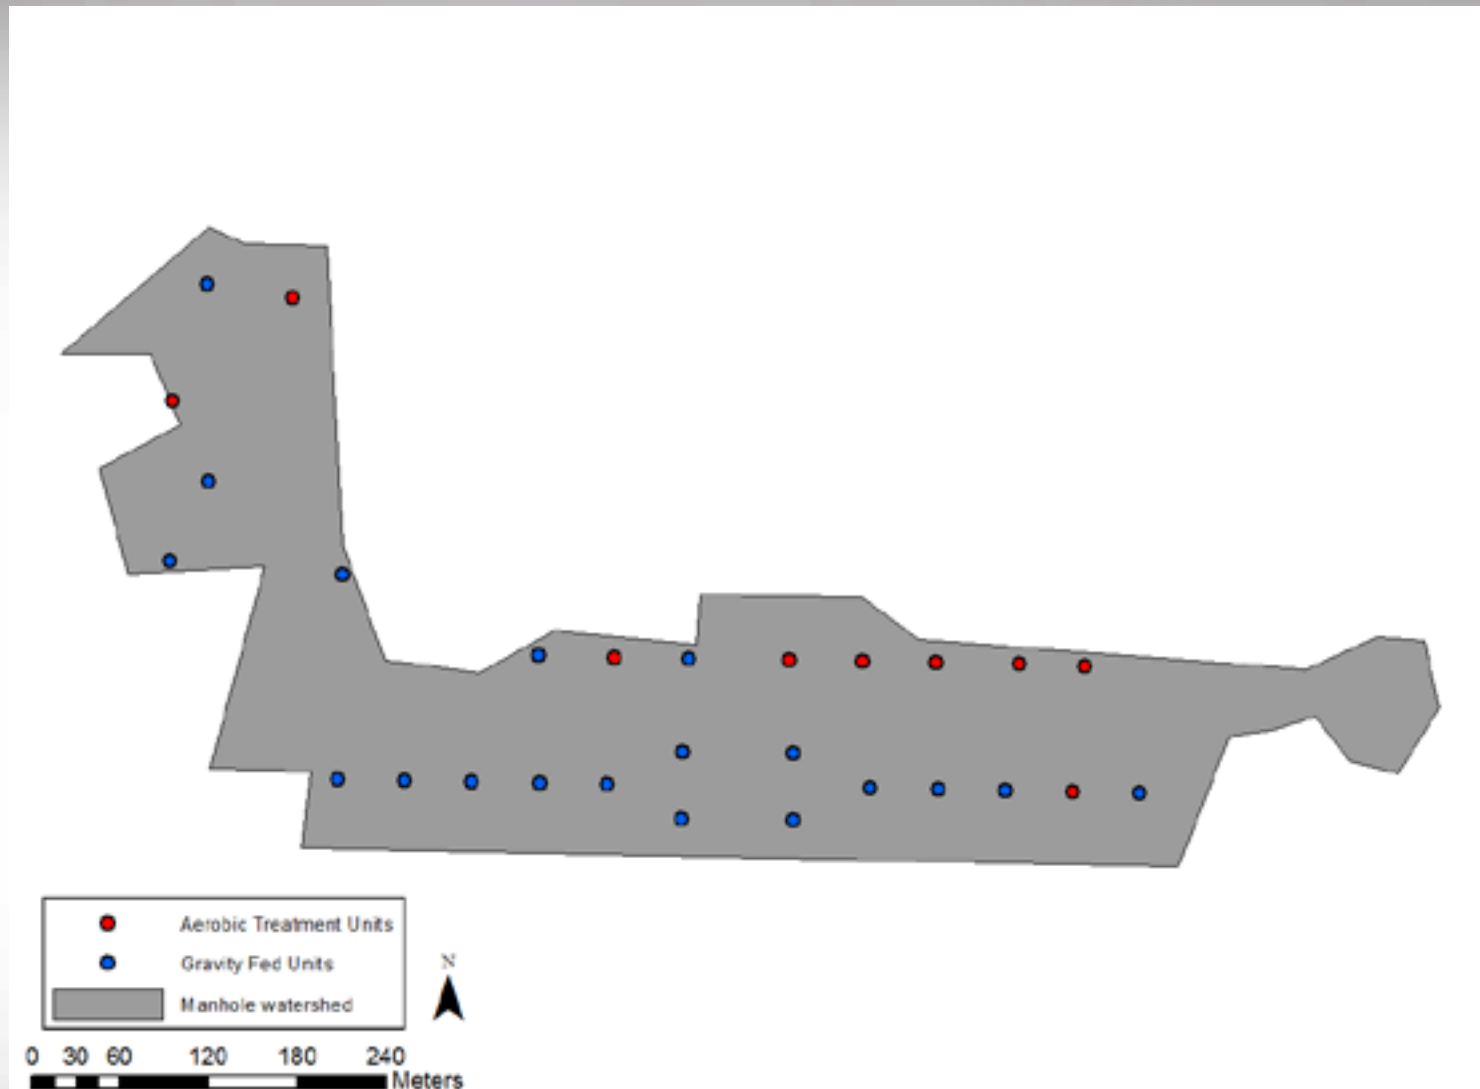 Aerobic Treatment Units
Gravity Fed Units
Manhole watershed
N
0 30 60 120 180 240
Meters